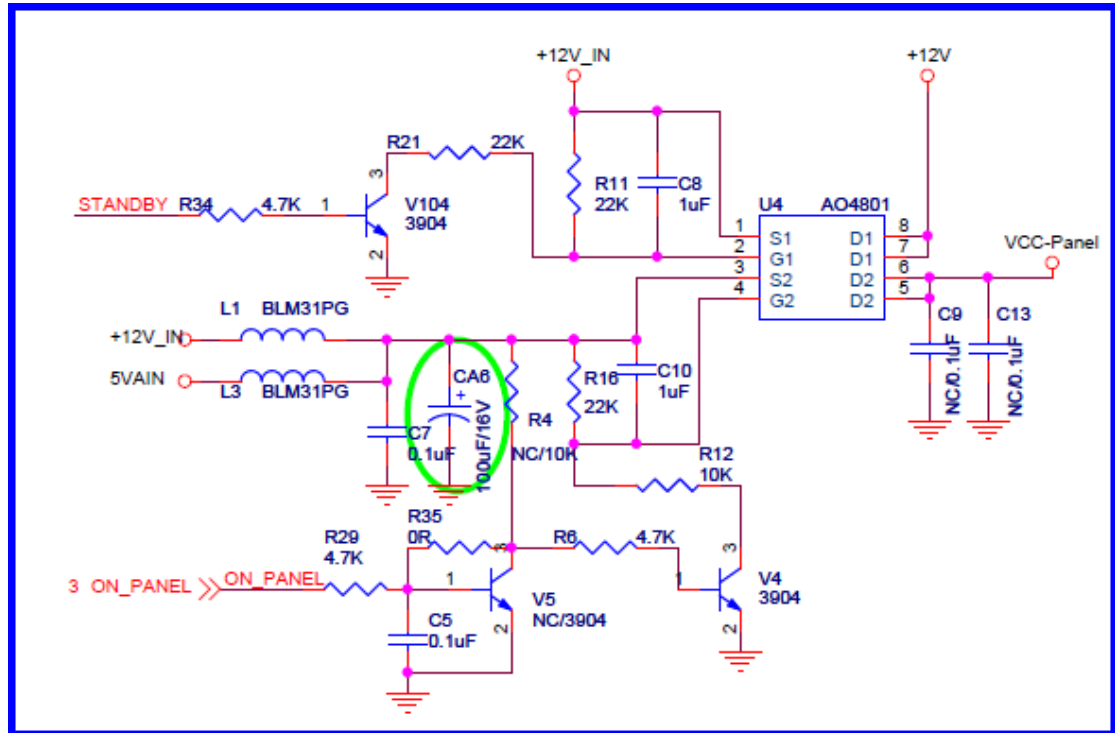 +12V_IN
+12V
R21 22K
3
STANDBY R34 4.7K 1
V104
3904
2
R11
22K
C8
1uF
U4 AO4801
1 S1 D1 8
2 G1 D1 7
3 S2 D2 6
4 G2 D2 5
VCC-Panel
L1 BLM31PG
+12V_IN
5VAIN
L3 BLM31PG
C7
0.1uF
CA6
+
100uF/16V
R4
NC/10K
R16
22K
C10
1uF
C9
NC/0.1uF
C13
NC/0.1uF
R12
10K
R35
0R
R29
4.7K
R6 4.7K
3 ON_PANEL ON_PANEL
1
3
V5
NC/3904
2
C5
0.1uF
1
3
V4
3904
2